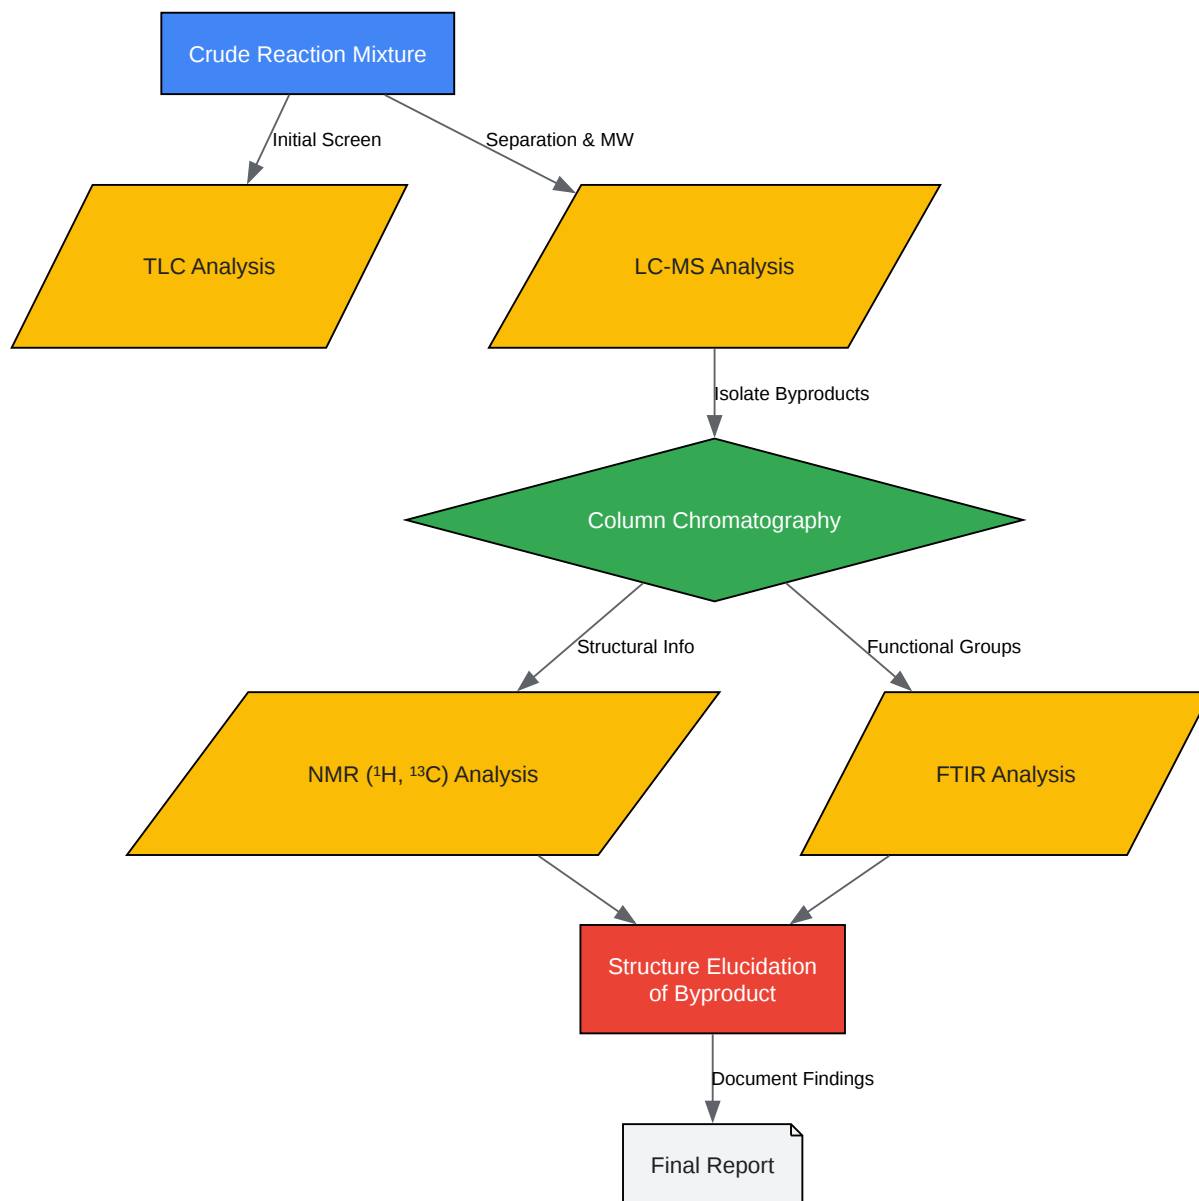 Crude Reaction Mixture
Initial Screen
Separation & MW
TLC Analysis
LC-MS Analysis
Isolate Byproducts
Column Chromatography
Structural Info
Functional Groups
NMR (¹H, ¹³C) Analysis
FTIR Analysis
Structure Elucidation
of Byproduct
Document Findings
Final Report